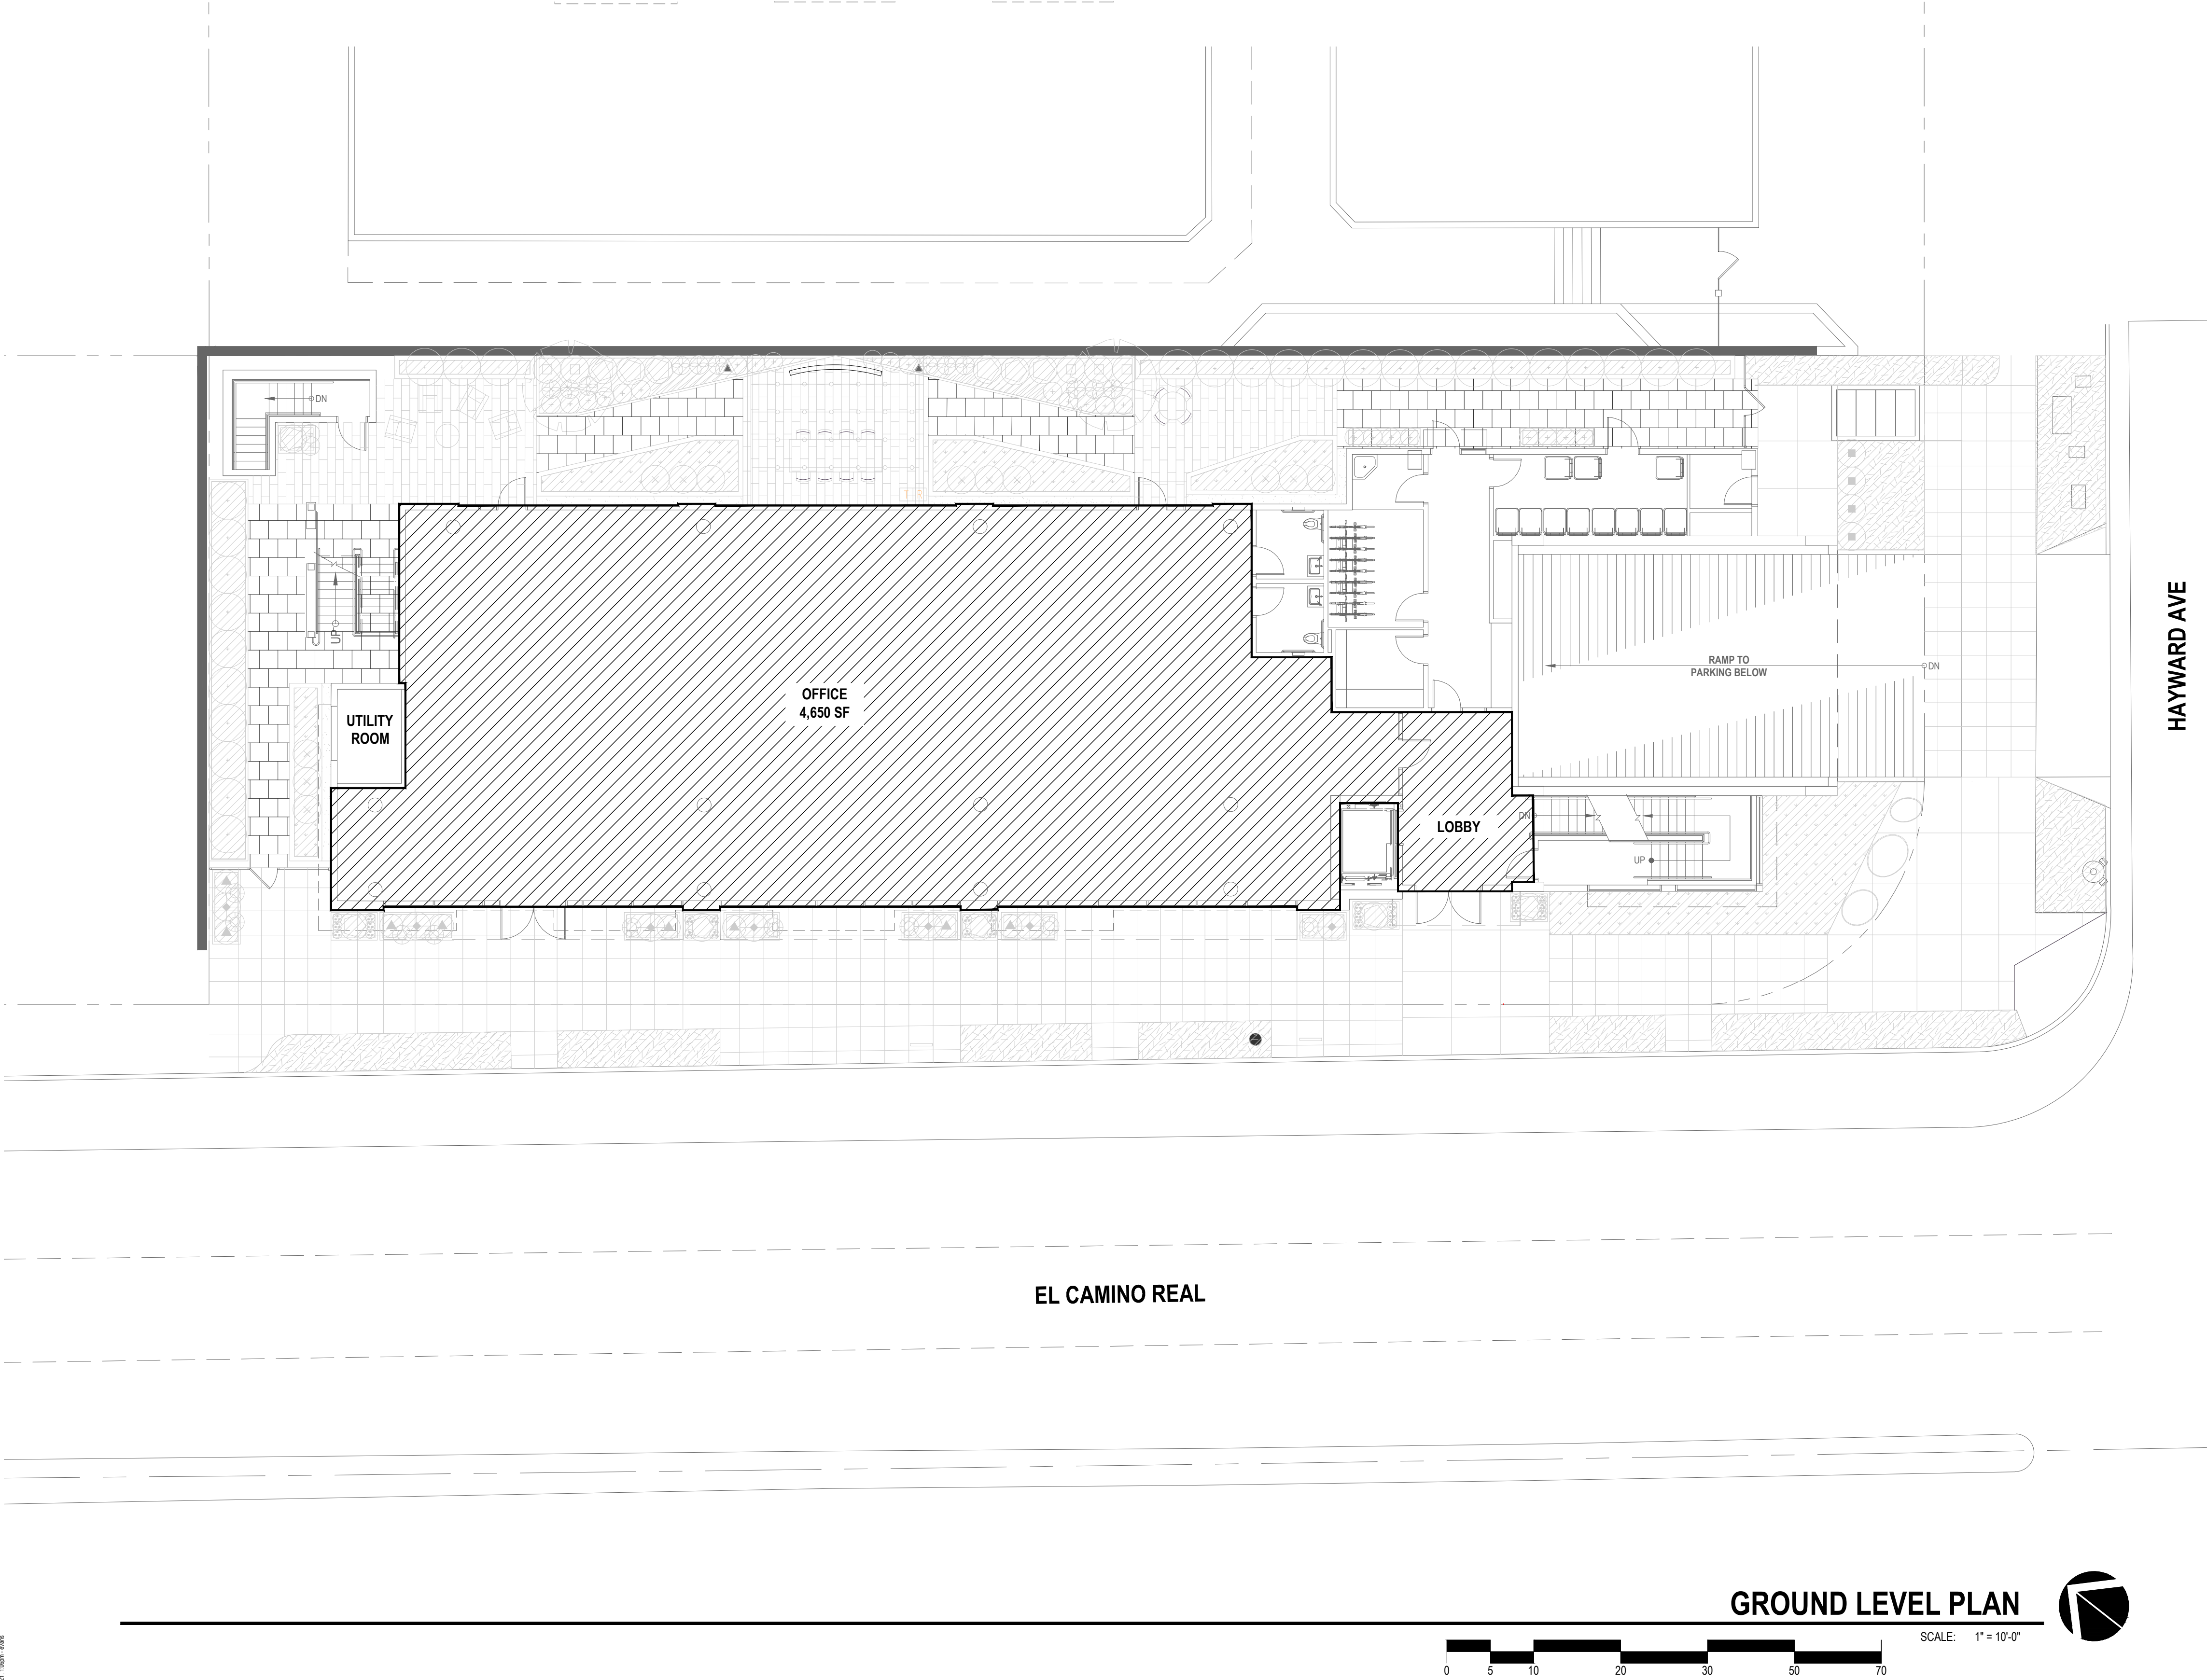 DN
UP
OFFICE
4,650 SF
UTILITY
ROOM
RAMP TO
PARKING BELOW
DN
HAYWARD AVE
LOBBY
DN
UP
EL CAMINO REAL
GROUND LEVEL PLAN
SCALE: 1" = 10'-0"
0 5 10 20 30 50 70